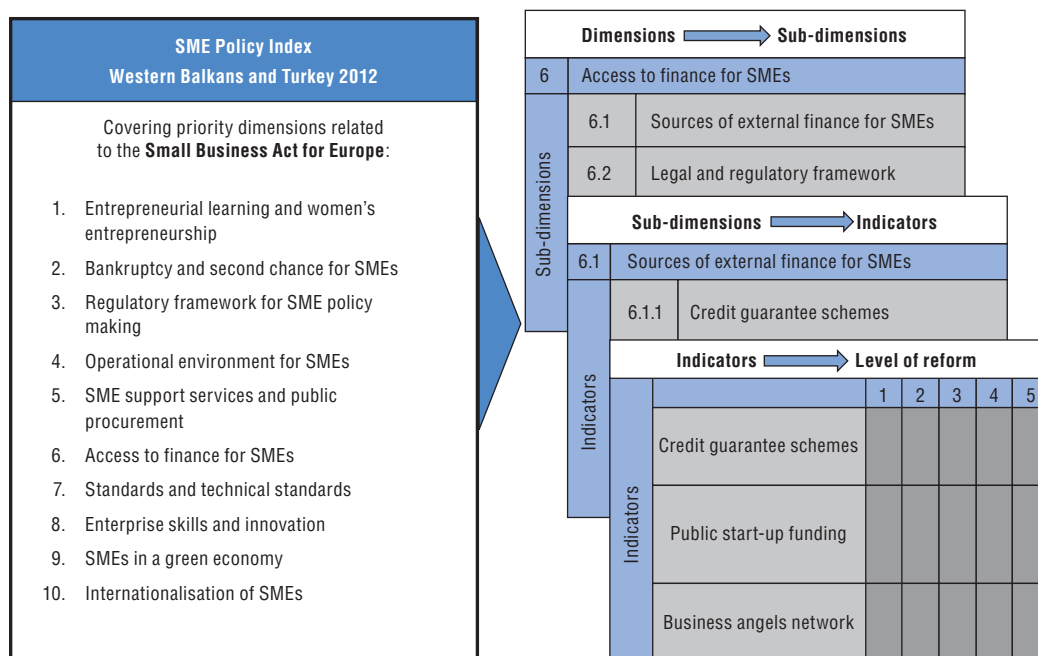 SME Policy Index
Western Balkans and Turkey 2012
Covering priority dimensions related
to the Small Business Act for Europe:
1. Entrepreneurial learning and women’s
entrepreneurship
2. Bankruptcy and second chance for SMEs
3. Regulatory framework for SME policy
making
4. Operational environment for SMEs
5. SME support services and public
procurement
6. Access to finance for SMEs
7. Standards and technical standards
8. Enterprise skills and innovation
9. SMEs in a green economy
10. Internationalisation of SMEs
Dimensions Sub-dimensions
6 Access to finance for SMEs
Sub-dimensions
6.1 Sources of external finance for SMEs
6.2 Legal and regulatory framework
Sub-dimensions Indicators
6.1 Sources of external finance for SMEs
Indicators
6.1.1 Credit guarantee schemes
Indicators Level of reform
1 2 3 4 5
Indicators
Credit guarantee schemes
Public start-up funding
Business angels network